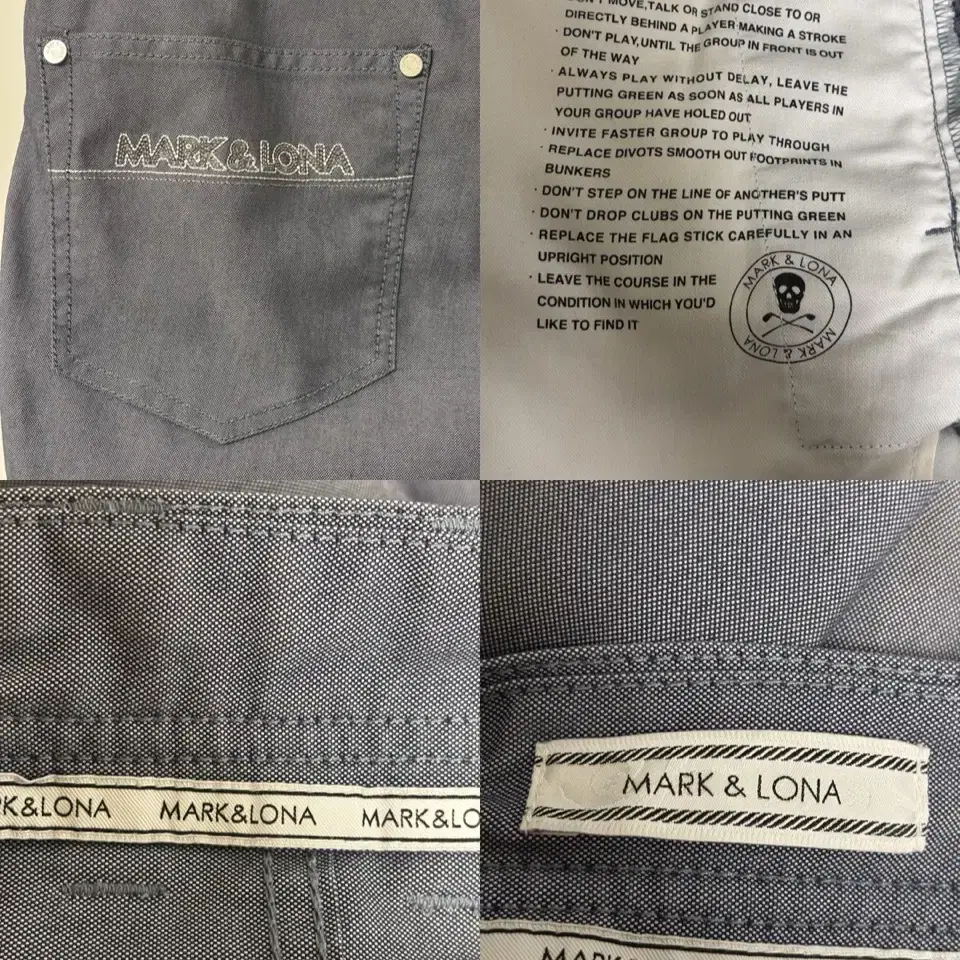 MARK&LONA
DON'T MOVE,TALK OR STAND CLOSE TO OR
DIRECTLY BEHIND A PLAYER MAKING A STROKE
· DON'T PLAY,UNTIL THE GROUP IN FRONT IS OUT
OF THE WAY
· ALWAYS PLAY WITHOUT DELAY, LEAVE THE
PUTTING GREEN AS SOON AS ALL PLAYERS IN
YOUR GROUP HAVE HOLED OUT
· INVITE FASTER GROUP TO PLAY THROUGH
· REPLACE DIVOTS SMOOTH OUT FOOTPRINTS IN
BUNKERS
· DON'T STEP ON THE LINE OF ANOTHER'S PUTT
· DON'T DROP CLUBS ON THE PUTTING GREEN
· REPLACE THE FLAG STICK CAREFULLY IN AN
UPRIGHT POSITION
· LEAVE THE COURSE IN THE
CONDITION IN WHICH YOU'D
LIKE TO FIND IT
MARK & LONA
MARK & LONA
RK&LONA MARK&LONA MARK&LO
MARK & LONA
MARK